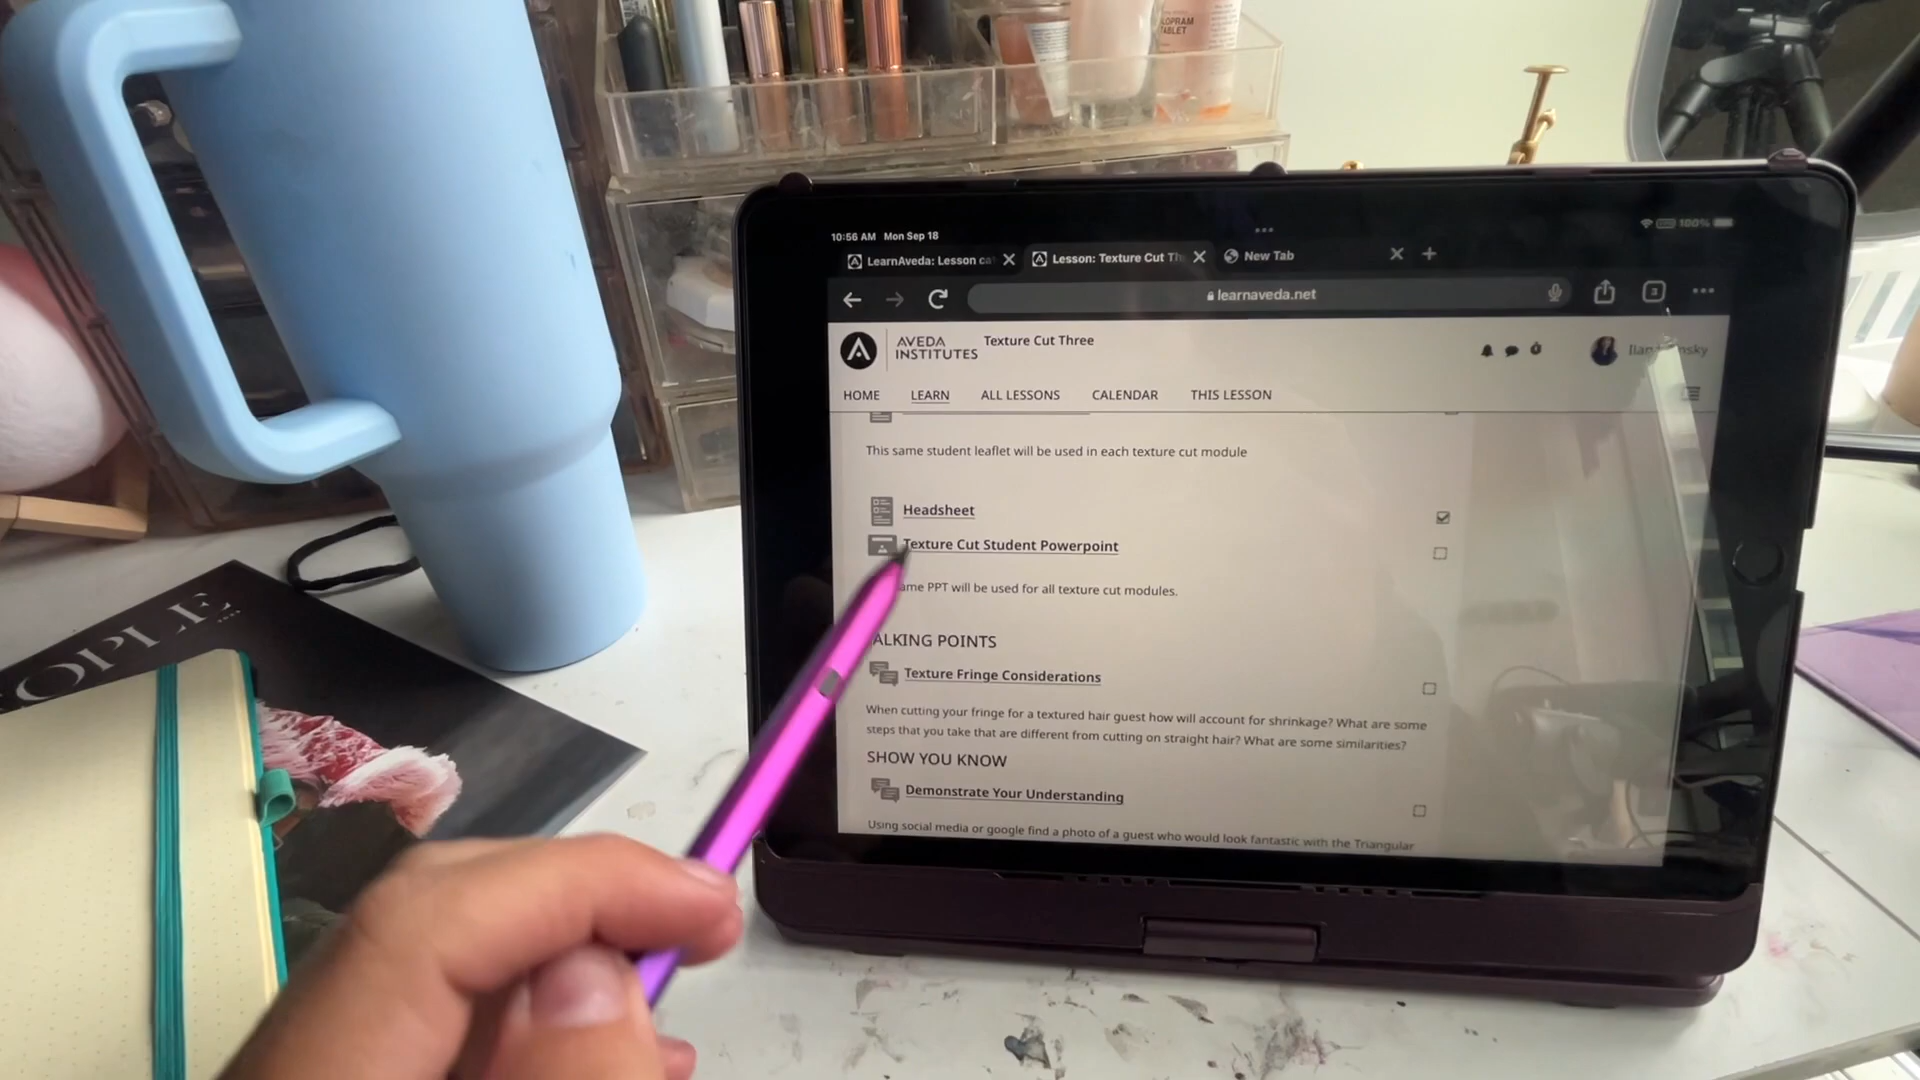 LOPRAM
TABLET
10:56 AM Mon Sep 18
100%
LearnAveda: Lesson ca
Lesson: Texture Cut Th
New Tab
learnaveda.net
3
AVEDA
INSTITUTES
Texture Cut Three
HOME
LEARN
ALL LESSONS
CALENDAR
THIS LESSON
This same student leaflet will be used in each texture cut module
Headsheet
Texture Cut Student Powerpoint
ame PPT will be used for all texture cut modules.
ALKING POINTS
Texture Fringe Considerations
When cutting your fringe for a textured hair guest how will account for shrinkage? What are some
steps that you take that are different from cutting on straight hair? What are some similarities?
SHOW YOU KNOW
Demonstrate Your Understanding
Using social media or google find a photo of a guest who would look fantastic with the Triangular
OPLE